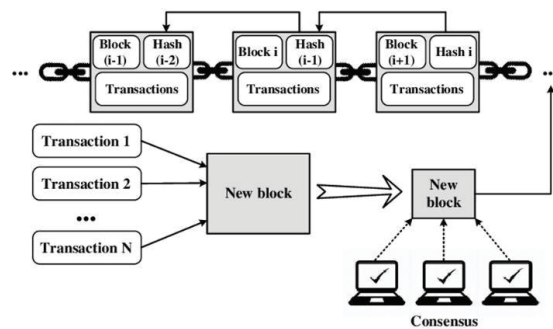 Block
(i-1)
Hash
(i-2)
Transactions
Block i
Hash
(i-1)
Transactions
Block
(i+1)
Hash i
Transactions
...
...
Transaction 1
Transaction 2
...
Transaction N
New block
New
block
Consensus